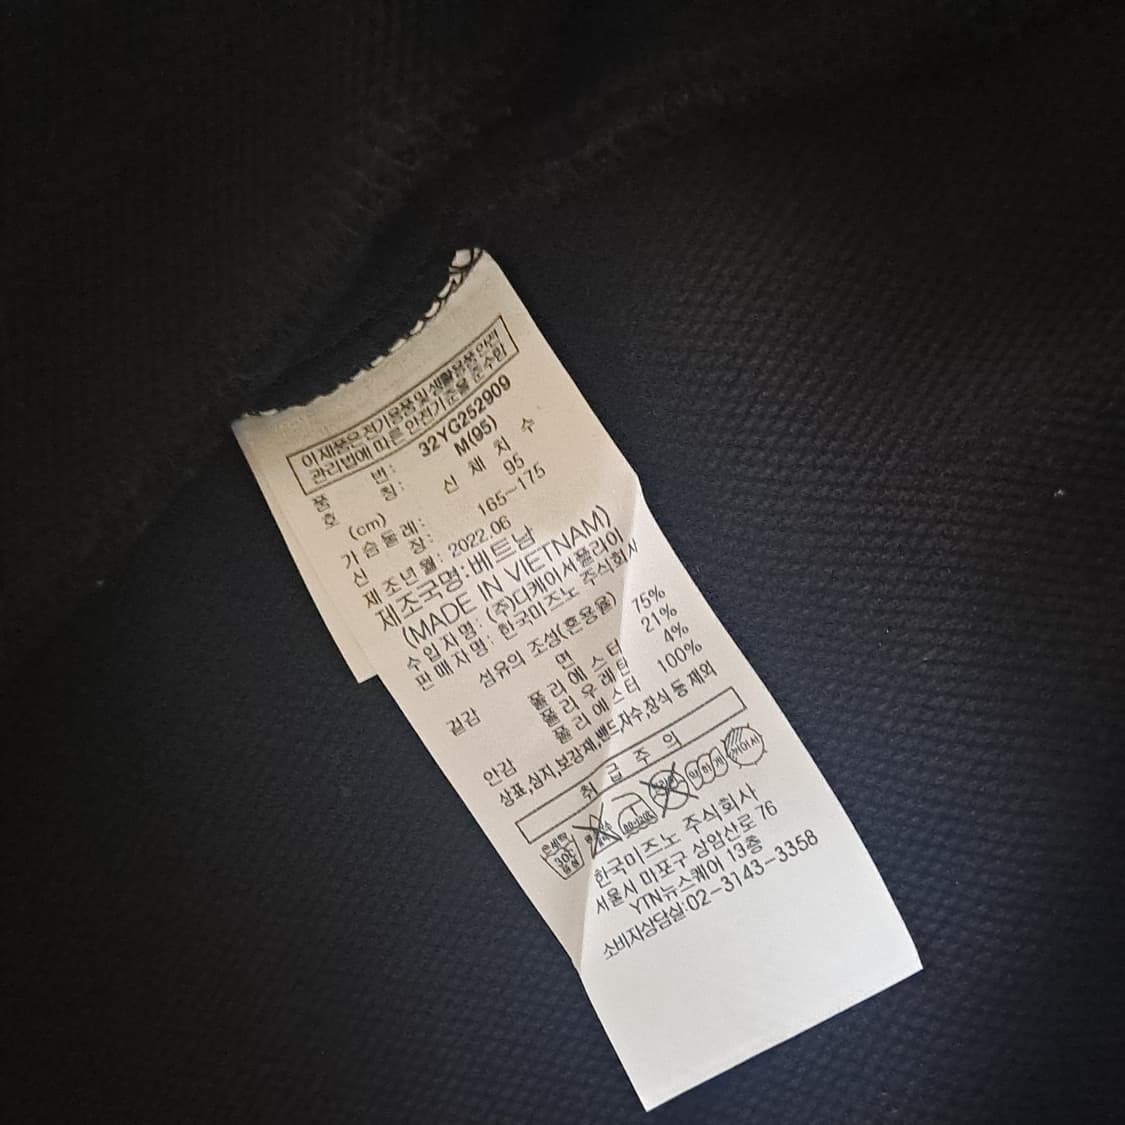 이 제품은 전기용품 및 생활용품 안전
관리법에 따른 안전기준을 준수함
품 번: 32YG252909
호 칭: M(95)
(cm) 신 체 치 수
가 슴 둘 레: 95
신 장: 165~175
제 조 년 월: 2022.06
제조국명:베트남
(MADE IN VIETNAM)
수입자명: (주)디케이서플라이
판매자명: 한국미즈노 주식회사
섬유의 조성(혼용율)
겉감 면 75%
폴 리 에 스 터 21%
폴 리 우 레 탄 4%
안감 폴 리 에 스 터 100%
상표,심지,보강재,밴드,자수,장식 등 제외
취 급 주 의
손세탁
30℃
중성
약하게
한국미즈노 주식회사
서울시 마포구 상암산로 76
YTN뉴스퀘어 13층
소비자상담실:02-3143-3358